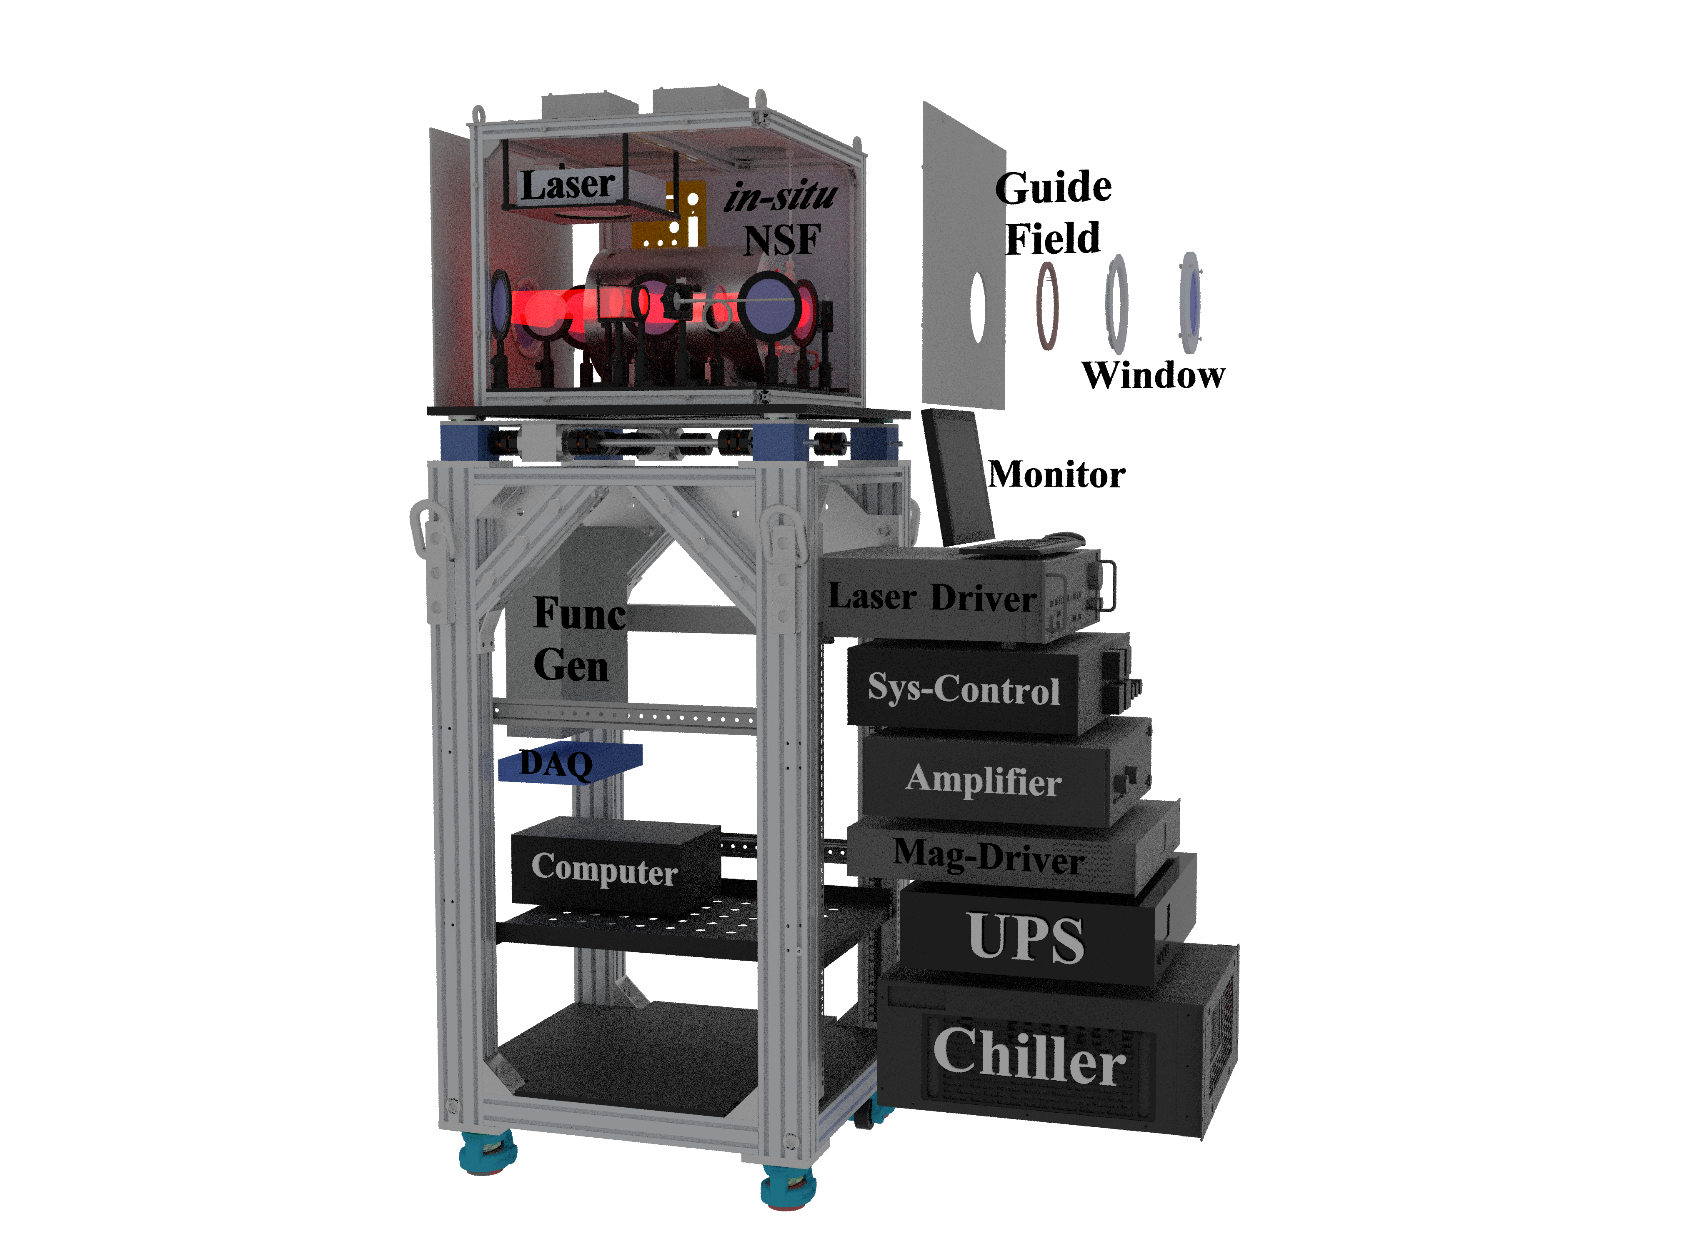 Laser
in-situ
NSF
Guide
Field
Window
Monitor
Laser Driver
Func
Gen
Sys-Control
DAQ
Amplifier
Computer
Mag-Driver
UPS
Chiller